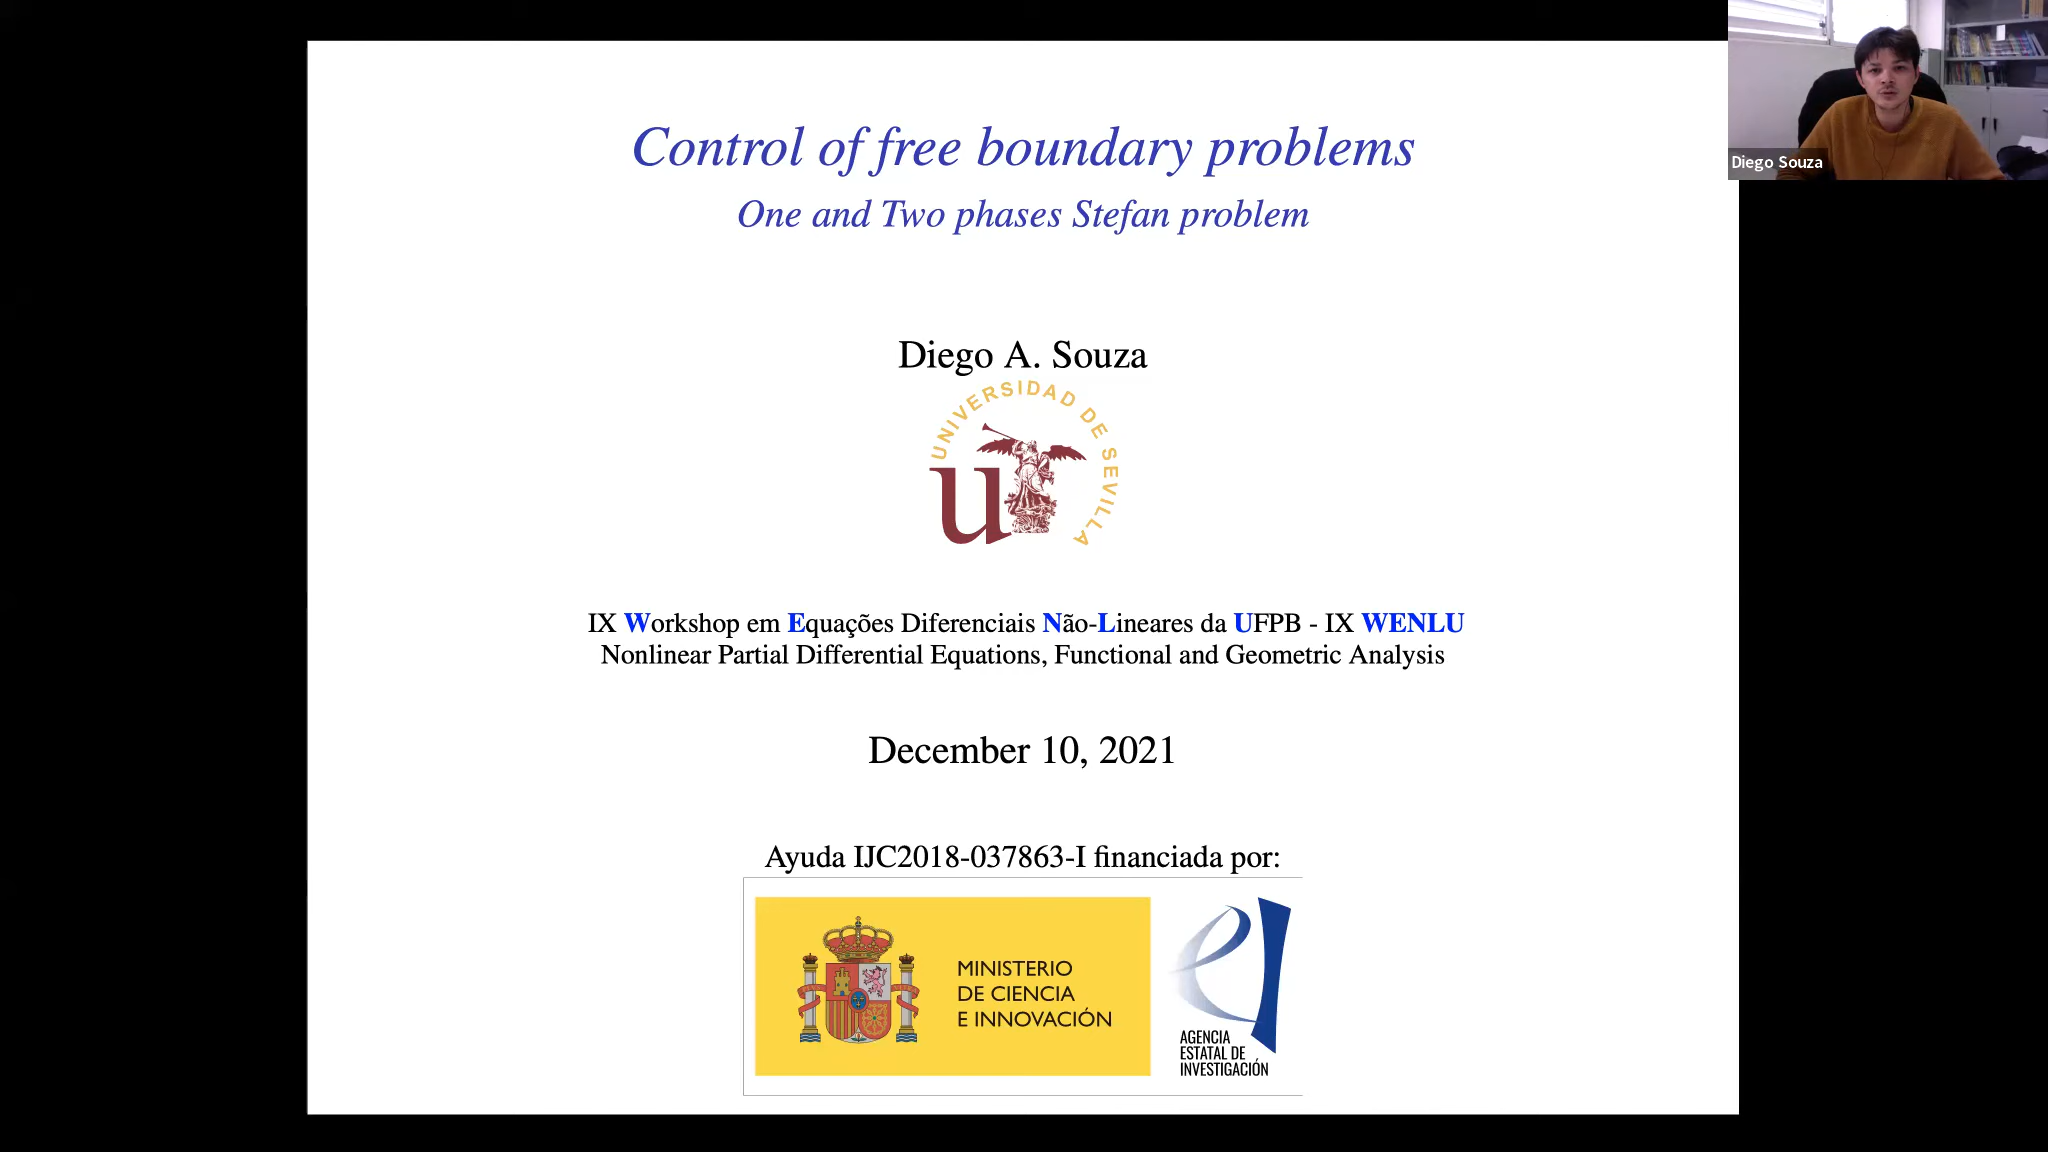 Control of free boundary problems
One and Two phases Stefan problem
Diego Souza
Diego A. Souza
UNIVERSIDAD DE SEVILLA
u
IX Workshop em Equações Diferenciais Não-Lineares da UFPB - IX WENLU
Nonlinear Partial Differential Equations, Functional and Geometric Analysis
December 10, 2021
Ayuda IJC2018-037863-I financiada por:
MINISTERIO
DE CIENCIA
E INNOVACIÓN
AGENCIA
ESTATAL DE
INVESTIGACIÓN